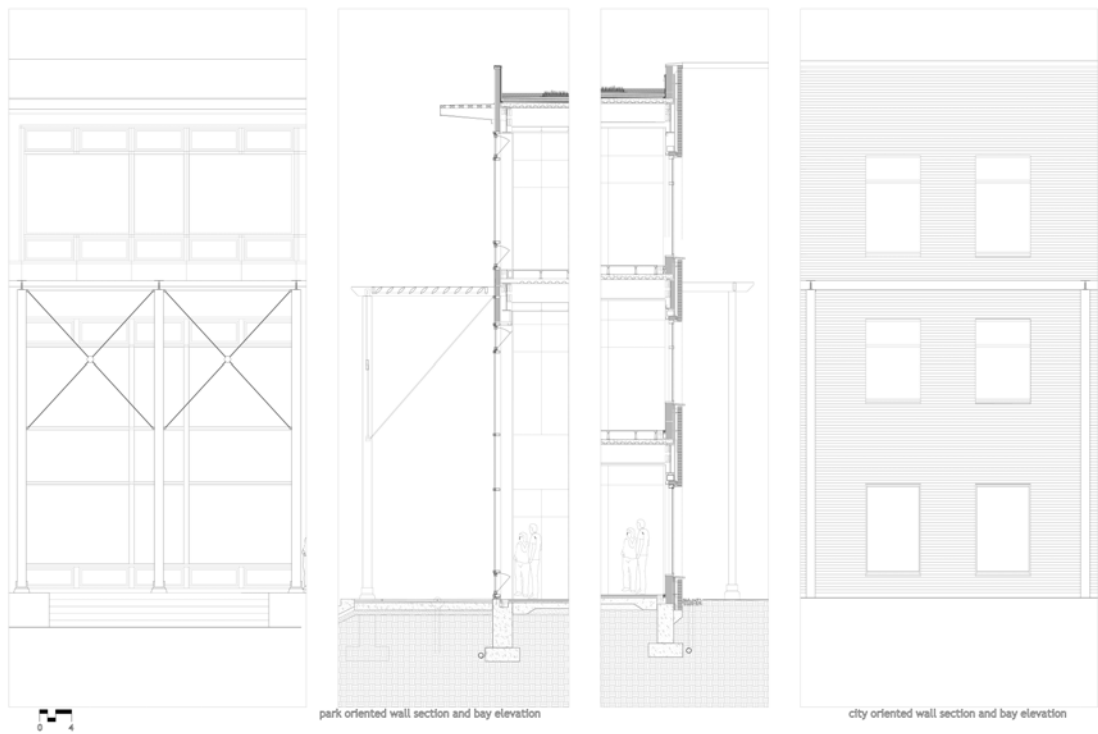 0 4
park oriented wall section and bay elevation
city oriented wall section and bay elevation